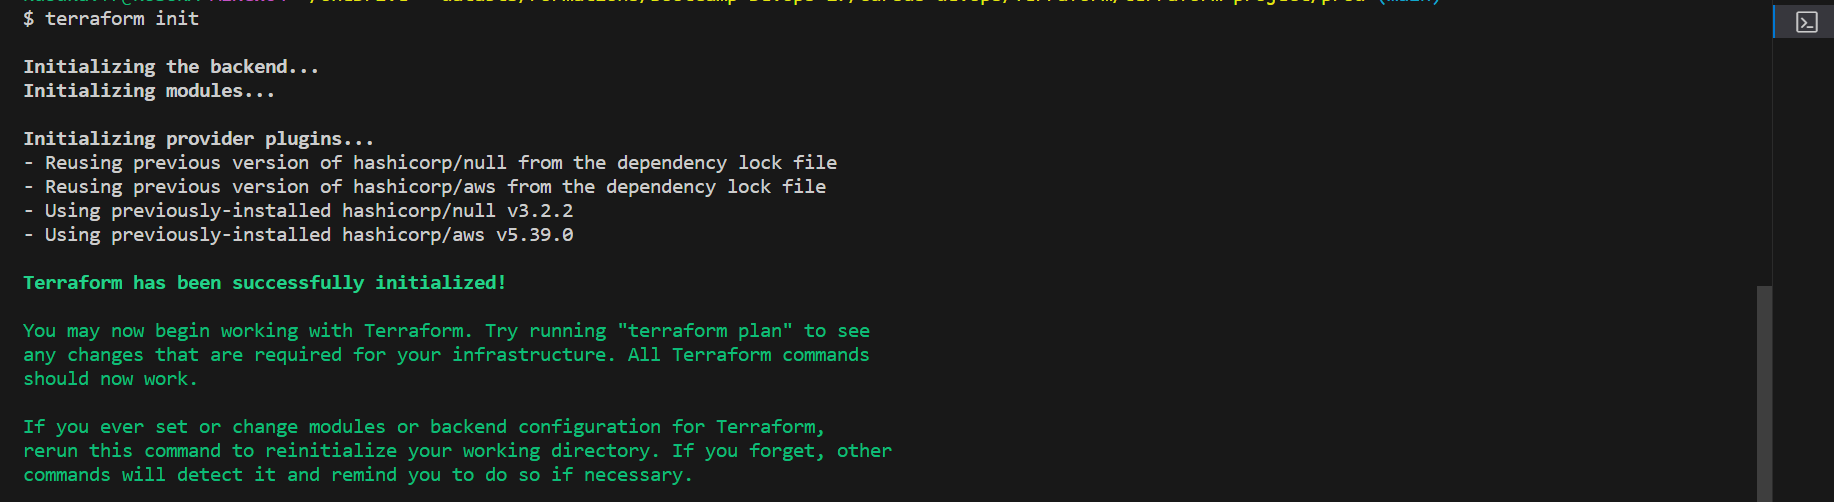 $ terraform init
Initializing the backend...
Initializing modules...
Initializing provider plugins...
- Reusing previous version of hashicorp/null from the dependency lock file
- Reusing previous version of hashicorp/aws from the dependency lock file
- Using previously-installed hashicorp/null v3.2.2
- Using previously-installed hashicorp/aws v5.39.0
Terraform has been successfully initialized!
You may now begin working with Terraform. Try running "terraform plan" to see
any changes that are required for your infrastructure. All Terraform commands
should now work.
If you ever set or change modules or backend configuration for Terraform,
rerun this command to reinitialize your working directory. If you forget, other
commands will detect it and remind you to do so if necessary.